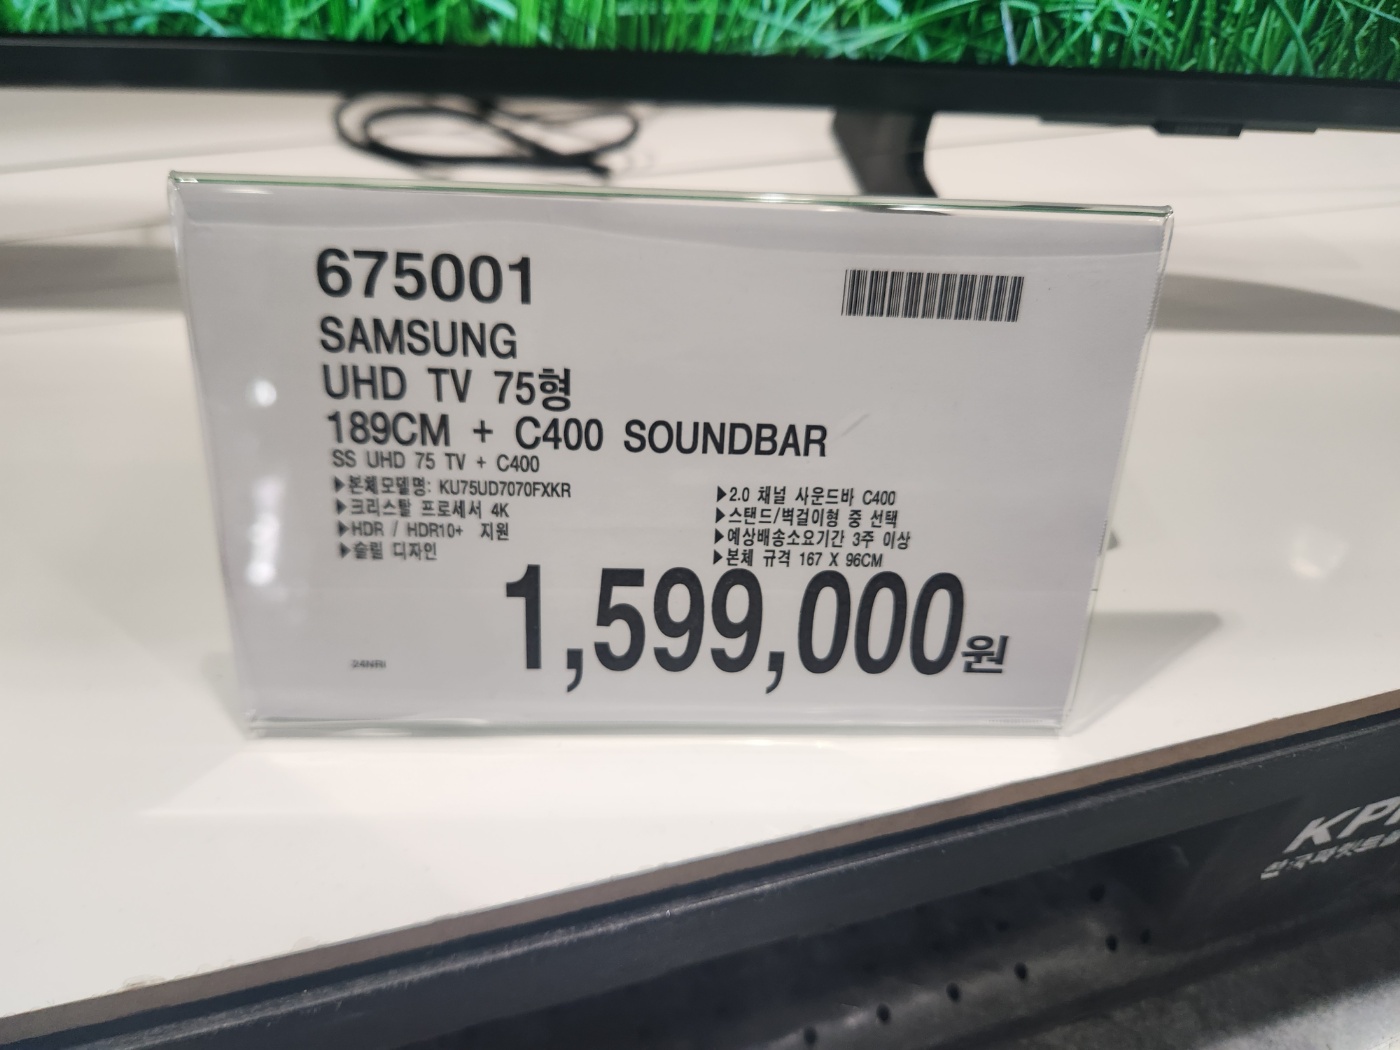 675001
SAMSUNG
UHD TV 75형
189CM + C400 SOUNDBAR
SS UHD 75 TV + C400
▶본체모델명: KU75UD7070FXKR
▶크리스탈 프로세서 4K
▶HDR / HDR10+ 지원
▶슬림 디자인
▶2.0 채널 사운드바 C400
▶스탠드/벽걸이형 중 선택
▶예상배송소요기간 3주 이상
▶본체 규격 167 X 96CM
1,599,000원